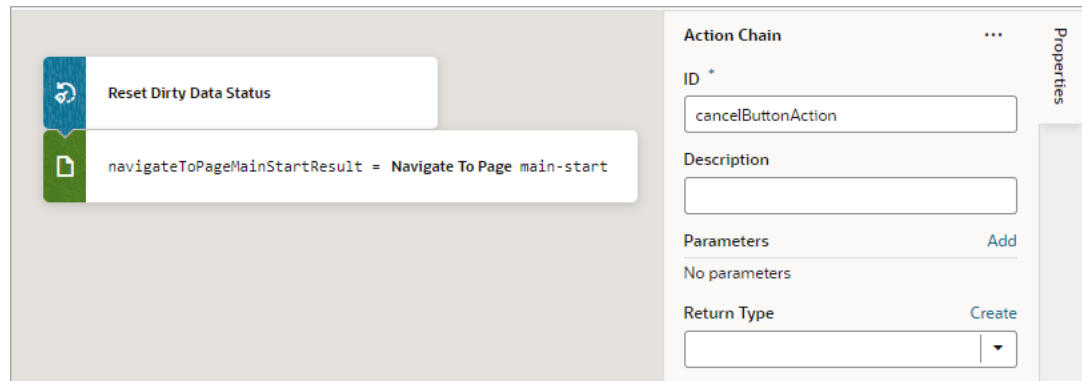 Reset Dirty Data Status
navigateToPageMainStartResult = Navigate To Page main-start
Action Chain
ID *
cancelButtonAction
Description
Parameters Add
No parameters
Return Type Create
Properties